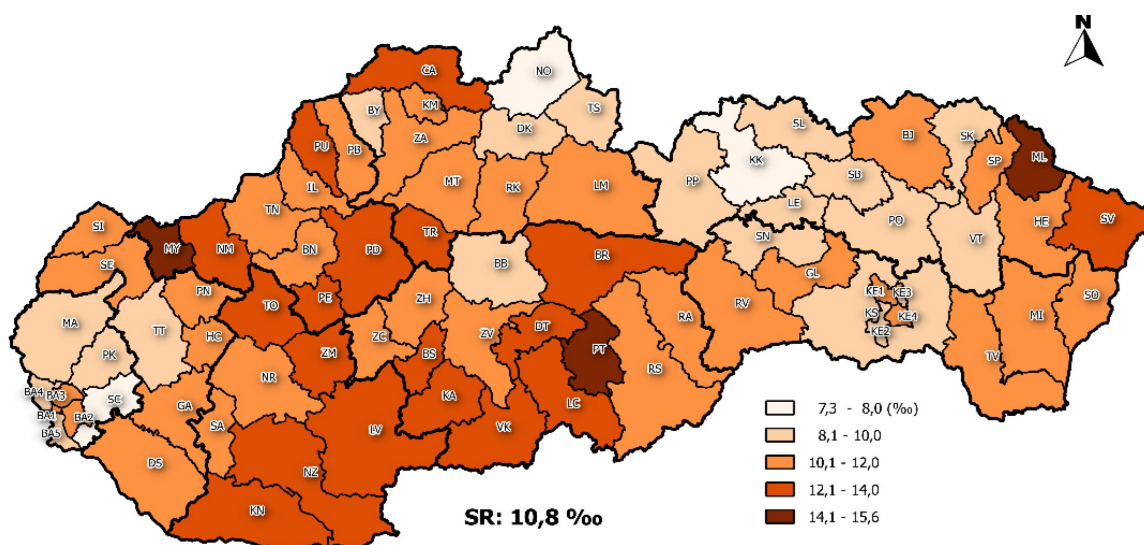 N
CA
NO
BY
KM
TS
PU
PB
ZA
DK
SL
BJ
SK
SP
ML
KK
IL
MT
RK
LM
PP
SB
TN
LE
HE
SV
SI
MY
NM
BN
PD
TR
BB
BR
SN
PO
VT
SE
PN
TO
PE
ZH
GL
KE1
KE3
SO
MA
TT
HC
ZC
ZV
DT
RA
RV
KS
KE4
KE2
MI
PK
ZM
BS
PT
TV
BA4
BA3
SC
NR
RS
BA1
BA2
GA
SA
KA
LC
BA5
LV
VK
DS
NZ
KN
7,3 - 8,0 (‰)
8,1 - 10,0
10,1 - 12,0
12,1 - 14,0
14,1 - 15,6
SR: 10,8 ‰